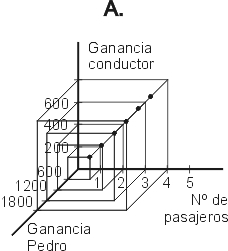 A.
Ganancia
conductor
600
400
200
600
1200
1800
1 2 3 4 5
Nº de
pasajeros
Ganancia
Pedro